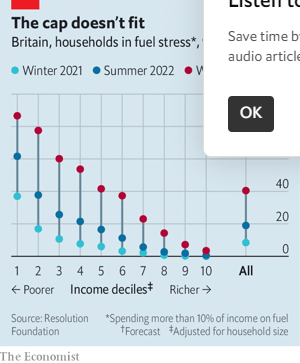 The cap doesn't fit
Britain, households in fuel stress*,
Save time by
audio article
Winter 2021 Summer 2022 W
OK
40
20
0
1 2 3 4 5 6 7 8 9 10 All
← Poorer Income deciles‡ Richer →
Source: Resolution Foundation
*Spending more than 10% of income on fuel
†Forecast ‡Adjusted for household size
The Economist